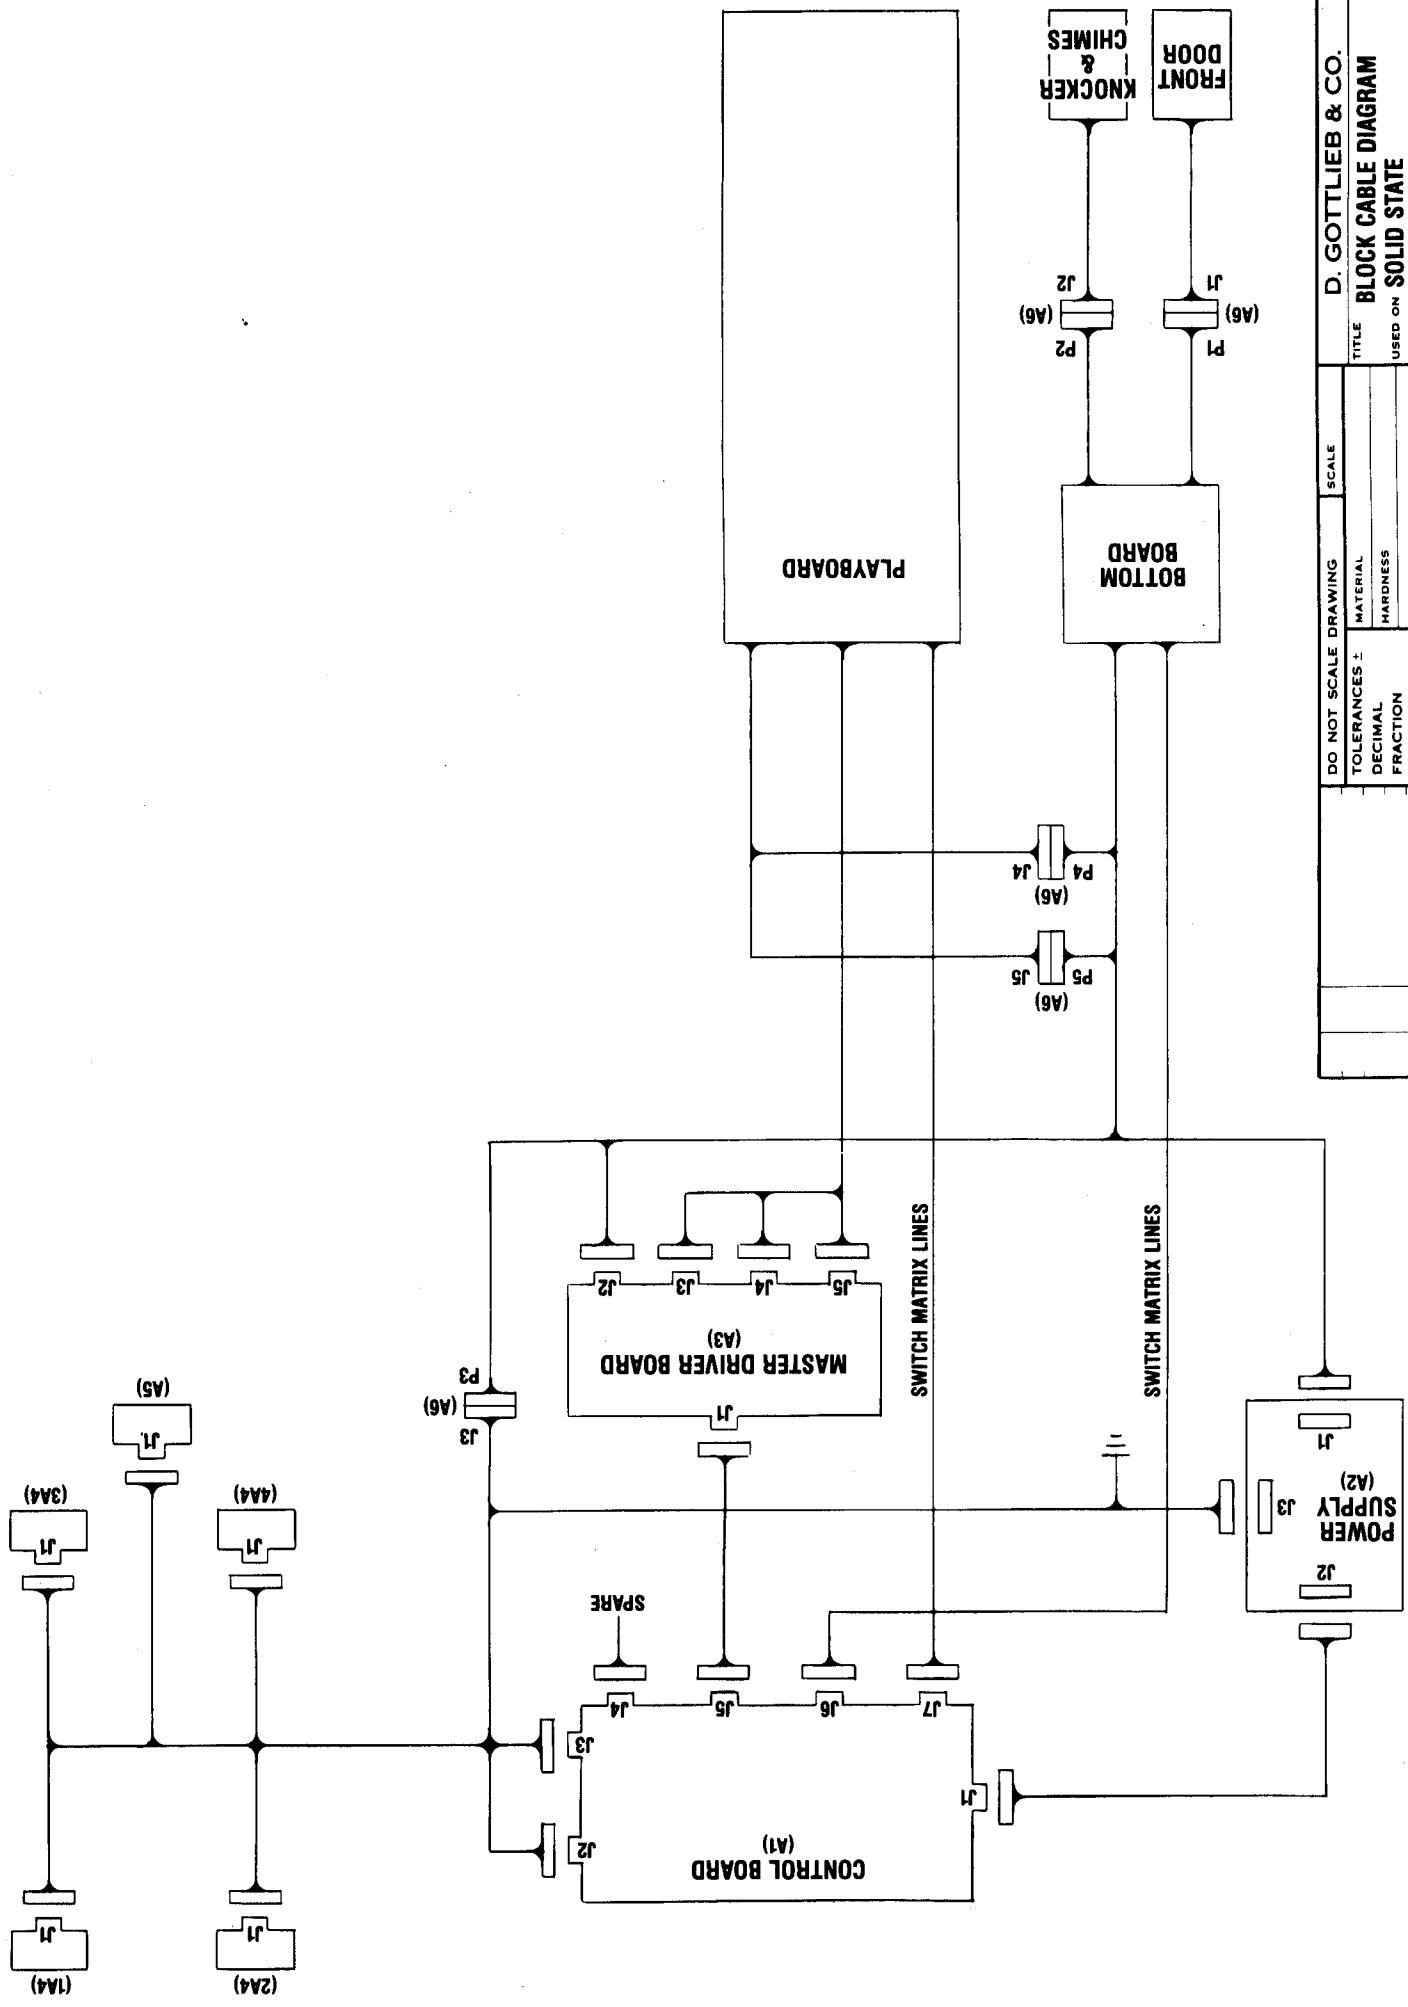 (1A4)
J1
(2A4)
J1
(3A4)
J1
(4A4)
J1
(A5)
J1
CONTROL BOARD
(A1)
J1
J2
J3
J4
J5
J6
J7
SPARE
POWER
SUPPLY
(A2)
J1
J2
J3
J3
(A6)
P3
MASTER DRIVER BOARD
(A3)
J1
J2
J3
J4
J5
SWITCH MATRIX LINES
SWITCH MATRIX LINES
(A6)
J5
P5
(A6)
J4
P4
PLAYBOARD
BOTTOM
BOARD
P2
(A6)
J2
P1
(A6)
J1
KNOCKER
&
CHIMES
FRONT
DOOR
DO NOT SCALE DRAWING
SCALE
D. GOTTLIEB & CO.
TOLERANCES ±
DECIMAL
FRACTION
MATERIAL
HARDNESS
TITLE BLOCK CABLE DIAGRAM
USED ON SOLID STATE